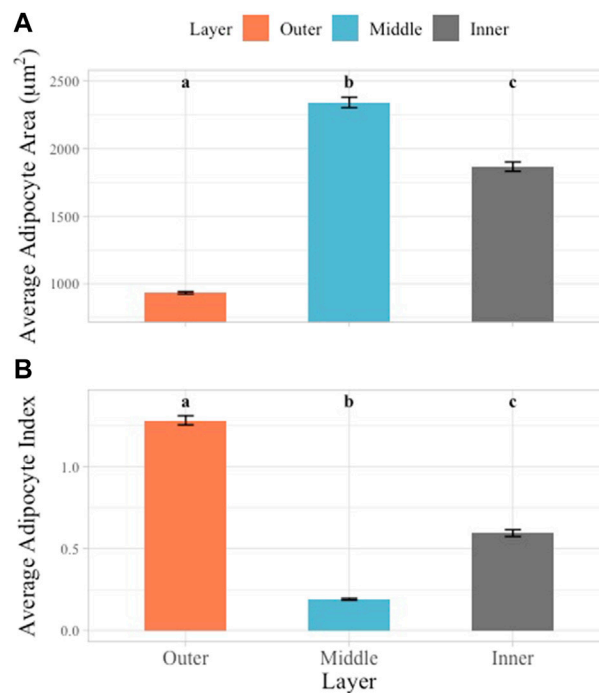 A
Layer Outer Middle Inner
Average Adipocyte Area (μm²)
2500
2000
1500
1000
a b c
B
Average Adipocyte Index
1.0
0.5
0.0
a b c
Outer Middle Inner
Layer